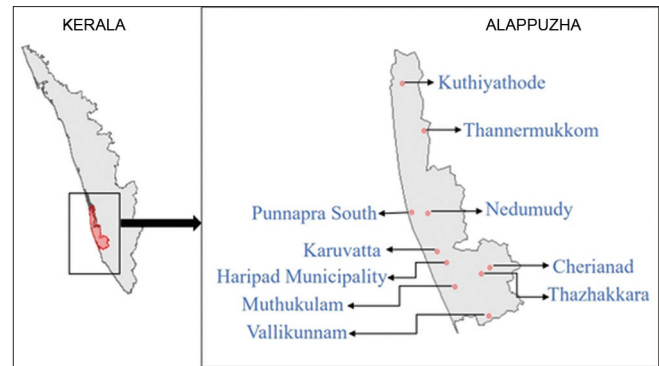 KERALA
ALAPPUZHA
Kuthiyathode
Thannermukkom
Punnapra South
Nedumudy
Karuvatta
Haripad Municipality
Cherianad
Muthukulam
Thazhakkara
Vallikunnam